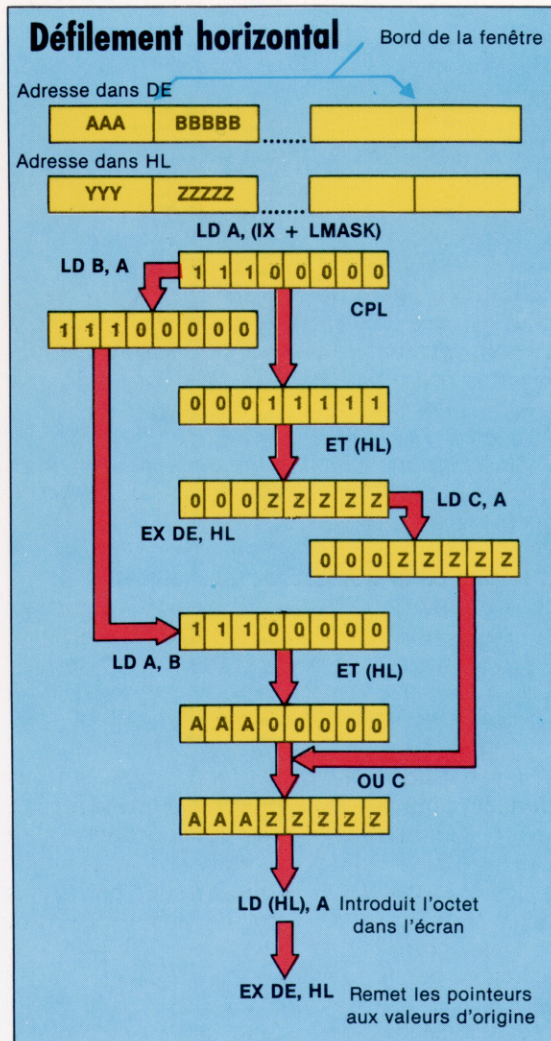 Défilement horizontal
Bord de la fenêtre
Adresse dans DE
AAA BBBBB ........
Adresse dans HL
YYY ZZZZZ ........
LD A, (IX + LMASK)
LD B, A
1 1 1 0 0 0 0 0
CPL
1 1 1 0 0 0 0 0
0 0 0 1 1 1 1 1
ET (HL)
0 0 0 Z Z Z Z Z
LD C, A
EX DE, HL
0 0 0 Z Z Z Z Z
1 1 1 0 0 0 0 0
LD A, B
ET (HL)
A A A 0 0 0 0 0
OU C
A A A Z Z Z Z Z
LD (HL), A Introduit l'octet
dans l'écran
EX DE, HL Remet les pointeurs
aux valeurs d'origine